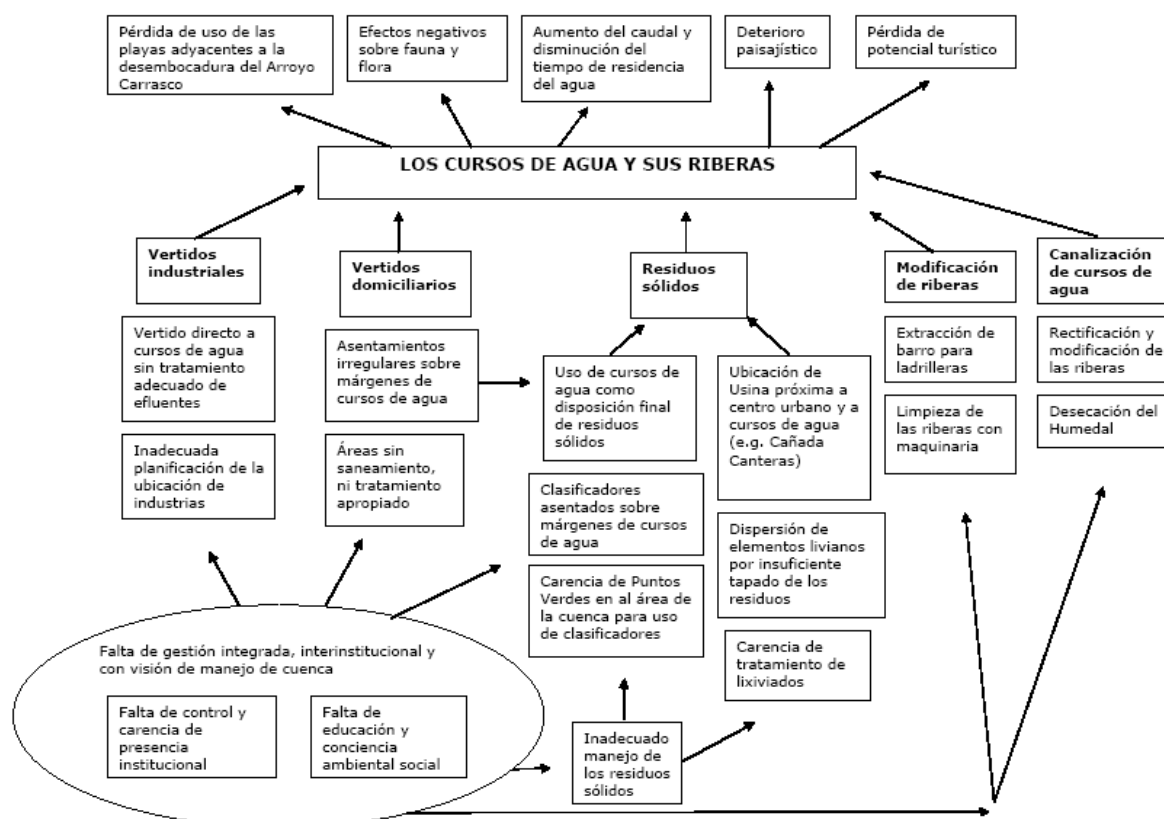 Pérdida de uso de las
playas adyacentes a la
desembocadura del Arroyo
Carrasco
Efectos negativos
sobre fauna y
flora
Aumento del caudal y
disminución del
tiempo de residencia
del agua
Deterioro
paisajístico
Pérdida de
potencial turístico
LOS CURSOS DE AGUA Y SUS RIBERAS
Vertidos
industriales
Vertido directo a
cursos de agua
sin tratamiento
adecuado de
efluentes
Inadecuada
planificación de la
ubicación de
industrias
Vertidos
domiciliarios
Asentamientos
irregulares sobre
márgenes de
cursos de agua
Áreas sin
saneamiento,
ni tratamiento
apropiado
Residuos
sólidos
Uso de cursos de
agua como
disposición final
de residuos
sólidos
Clasificadores
asentados sobre
márgenes de cursos
de agua
Carencia de Puntos
Verdes en al área de
la cuenca para uso
de clasificadores
Ubicación de
Usina próxima a
centro urbano y a
cursos de agua
(e.g. Cañada
Canteras)
Dispersión de
elementos livianos
por insuficiente
tapado de los
residuos
Carencia de
tratamiento de
lixiviados
Modificación
de riberas
Extracción de
barro para
ladrilleras
Limpieza de
las riberas con
maquinaria
Canalización
de cursos de
agua
Rectificación y
modificación de
las riberas
Desecación del
Humedal
Falta de gestión integrada, interinstitucional y
con visión de manejo de cuenca
Falta de control y
carencia de
presencia
institucional
Falta de
educación y
conciencia
ambiental social
Inadecuado
manejo de
los residuos
sólidos